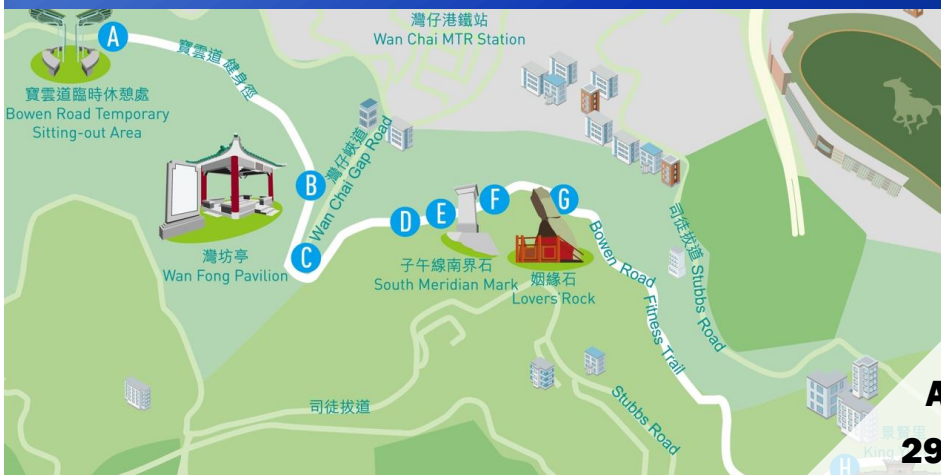 灣仔港鐵站
Wan Chai MTR Station
A
寶雲道健身徑
寶雲道臨時休憩處
Bowen Road Temporary
Sitting-out Area
灣仔峽道
Wan Chai Gap Road
B
C
D
E
F
G
灣坊亭
Wan Fong Pavilion
子午線南界石
South Meridian Mark
姻緣石
Lovers' Rock
Bowen Road Fitness Trail
司徒拔道 Stubbs Road
司徒拔道
Stubbs Road
A
景賢里
King
29
H